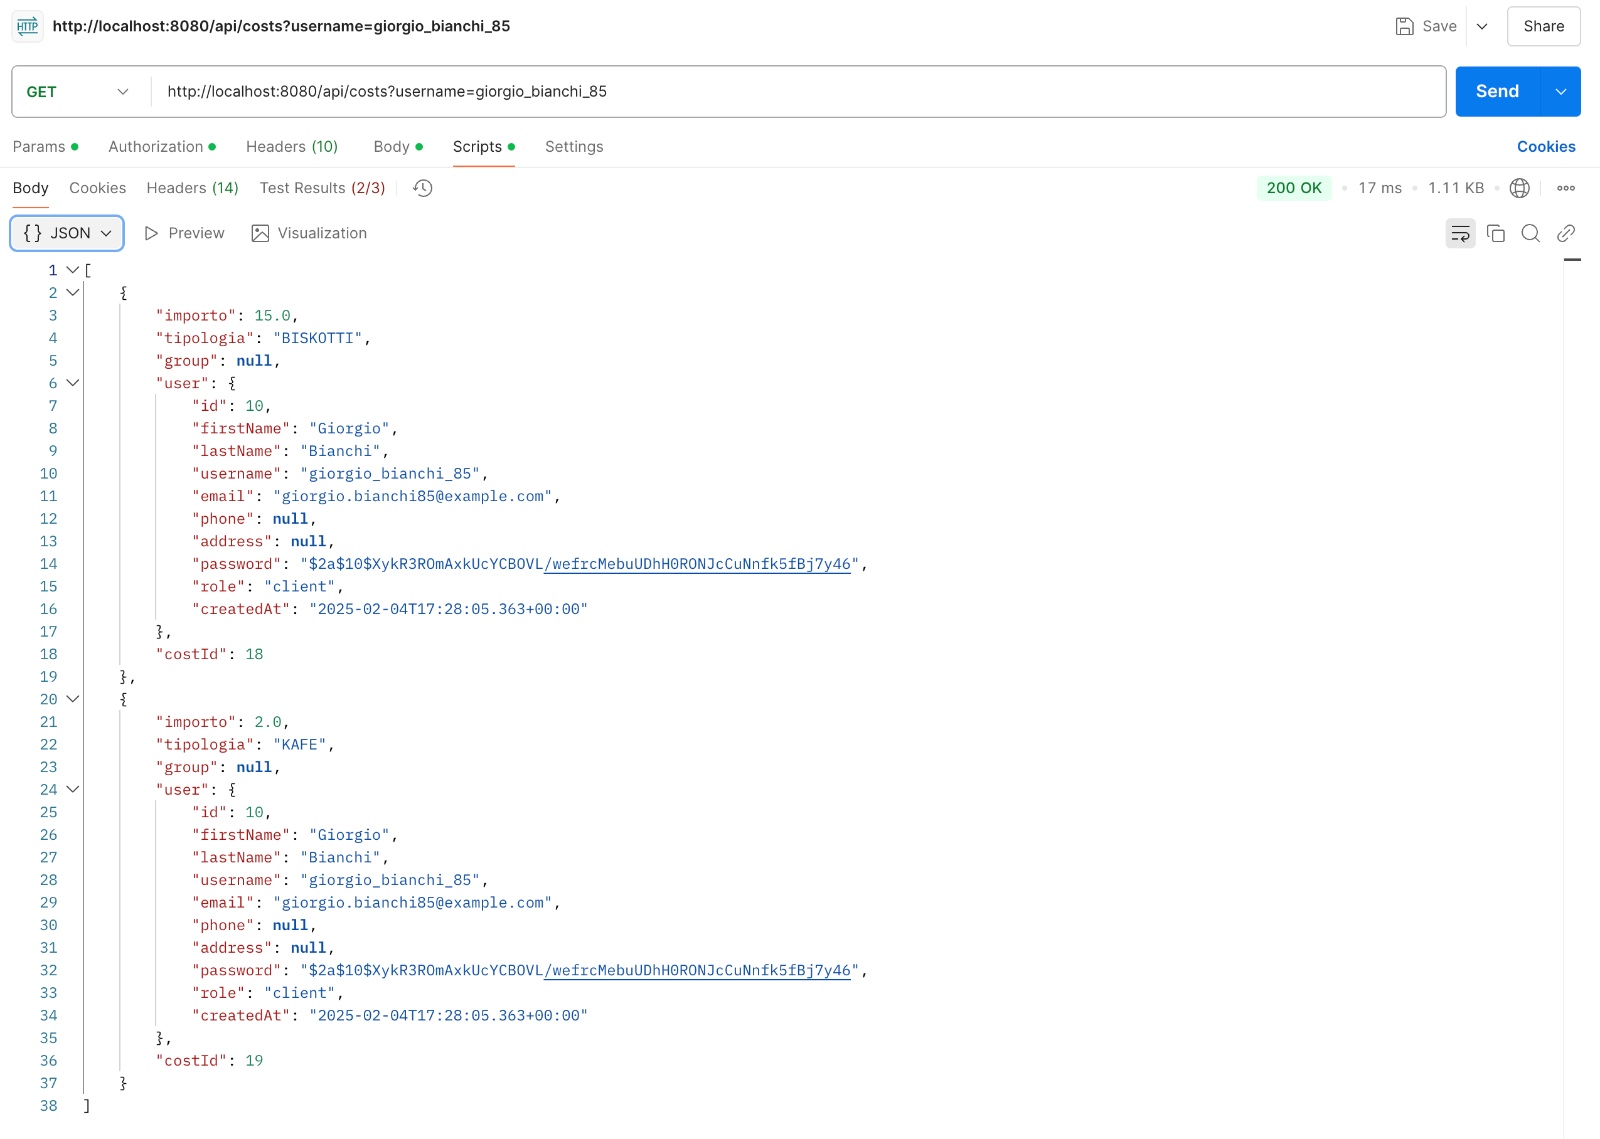 HTTP http://localhost:8080/api/costs?username=giorgio_bianchi_85 Save Share
GET http://localhost:8080/api/costs?username=giorgio_bianchi_85 Send
Params Authorization Headers (10) Body Scripts Settings Cookies
Body Cookies Headers (14) Test Results (2/3) 200 OK 17 ms 1.11 KB
{} JSON Preview Visualization
1 [
2 {
3 "importo": 15.0,
4 "tipologia": "BISKOTTI",
5 "group": null,
6 "user": {
7 "id": 10,
8 "firstName": "Giorgio",
9 "lastName": "Bianchi",
10 "username": "giorgio_bianchi_85",
11 "email": "giorgio.bianchi85@example.com",
12 "phone": null,
13 "address": null,
14 "password": "$2a$10$XykR3ROmAxkUcYCBOVL/wefrcMebuUDhH0RONJcCuNnfk5fBj7y46",
15 "role": "client",
16 "createdAt": "2025-02-04T17:28:05.363+00:00"
17 },
18 "costId": 18
19 },
20 {
21 "importo": 2.0,
22 "tipologia": "KAFE",
23 "group": null,
24 "user": {
25 "id": 10,
26 "firstName": "Giorgio",
27 "lastName": "Bianchi",
28 "username": "giorgio_bianchi_85",
29 "email": "giorgio.bianchi85@example.com",
30 "phone": null,
31 "address": null,
32 "password": "$2a$10$XykR3ROmAxkUcYCBOVL/wefrcMebuUDhH0RONJcCuNnfk5fBj7y46",
33 "role": "client",
34 "createdAt": "2025-02-04T17:28:05.363+00:00"
35 },
36 "costId": 19
37 }
38 ]